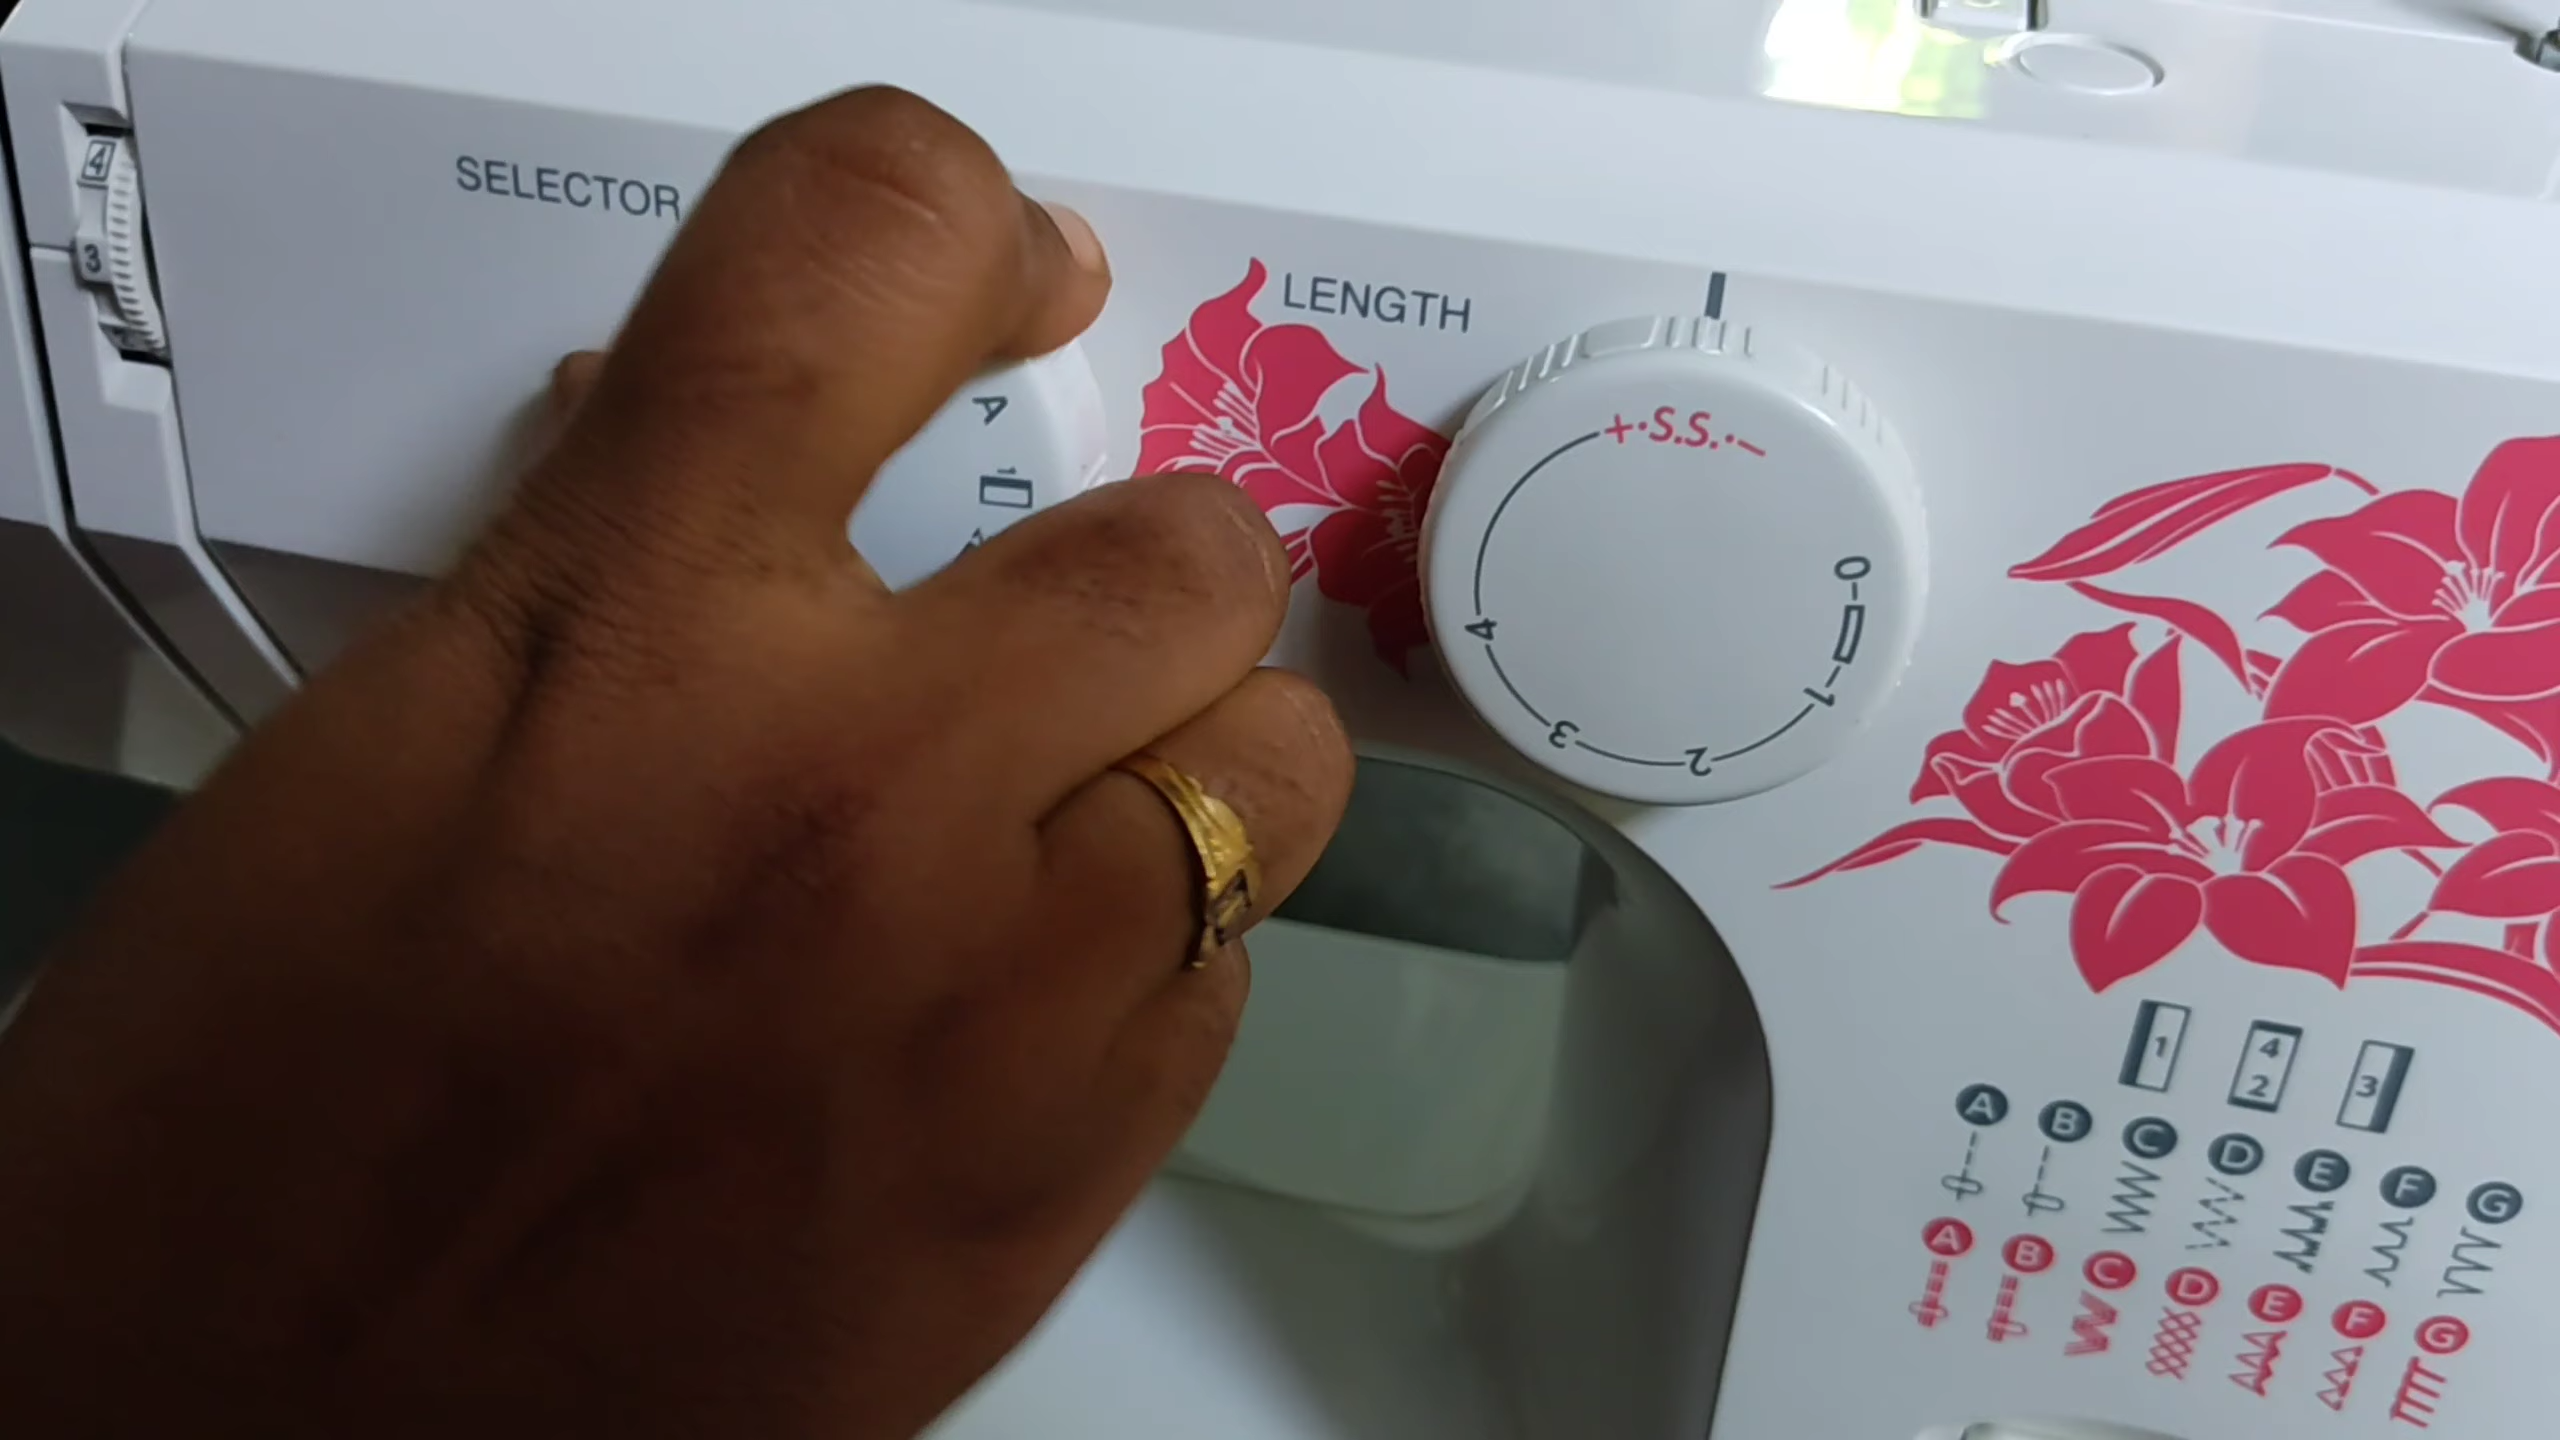 4
3
SELECTOR
LENGTH
A
1
+·S.S.·−
0
1
2
3
4
1 4 2 3
A B C D E F G
A B C D E F G